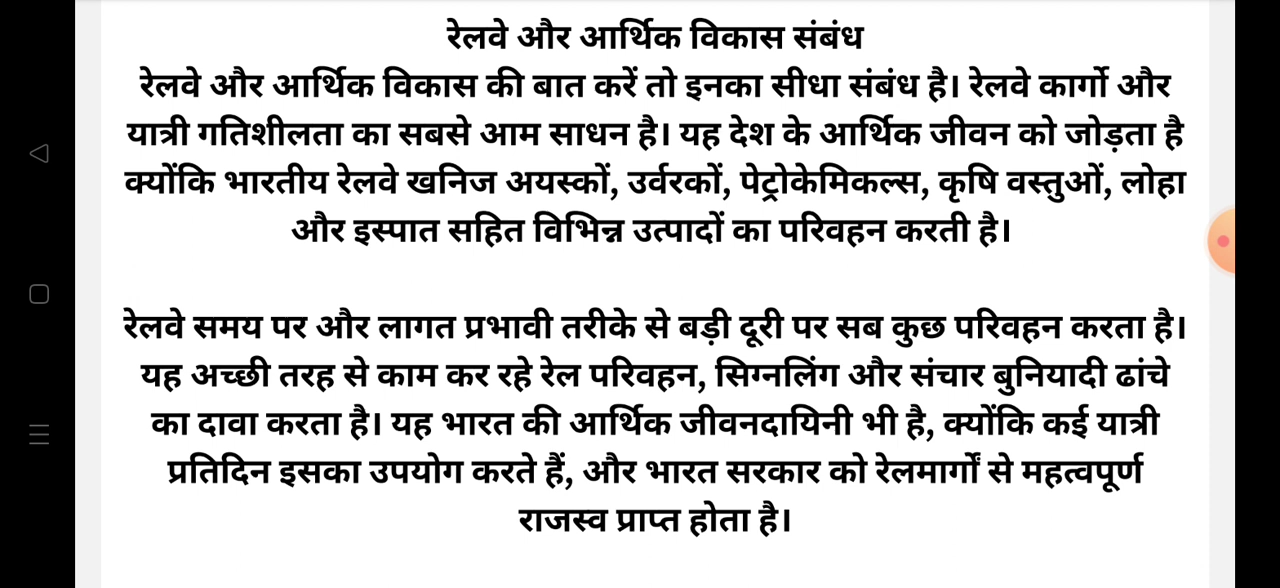 रेलवे और आर्थिक विकास संबंध
रेलवे और आर्थिक विकास की बात करें तो इनका सीधा संबंध है। रेलवे कार्गो और
यात्री गतिशीलता का सबसे आम साधन है। यह देश के आर्थिक जीवन को जोड़ता है
क्योंकि भारतीय रेलवे खनिज अयस्कों, उर्वरकों, पेट्रोकेमिकल्स, कृषि वस्तुओं, लोहा
और इस्पात सहित विभिन्न उत्पादों का परिवहन करती है।
रेलवे समय पर और लागत प्रभावी तरीके से बड़ी दूरी पर सब कुछ परिवहन करता है।
यह अच्छी तरह से काम कर रहे रेल परिवहन, सिग्नलिंग और संचार बुनियादी ढांचे
का दावा करता है। यह भारत की आर्थिक जीवनदायिनी भी है, क्योंकि कई यात्री
प्रतिदिन इसका उपयोग करते हैं, और भारत सरकार को रेलमार्गों से महत्वपूर्ण
राजस्व प्राप्त होता है।